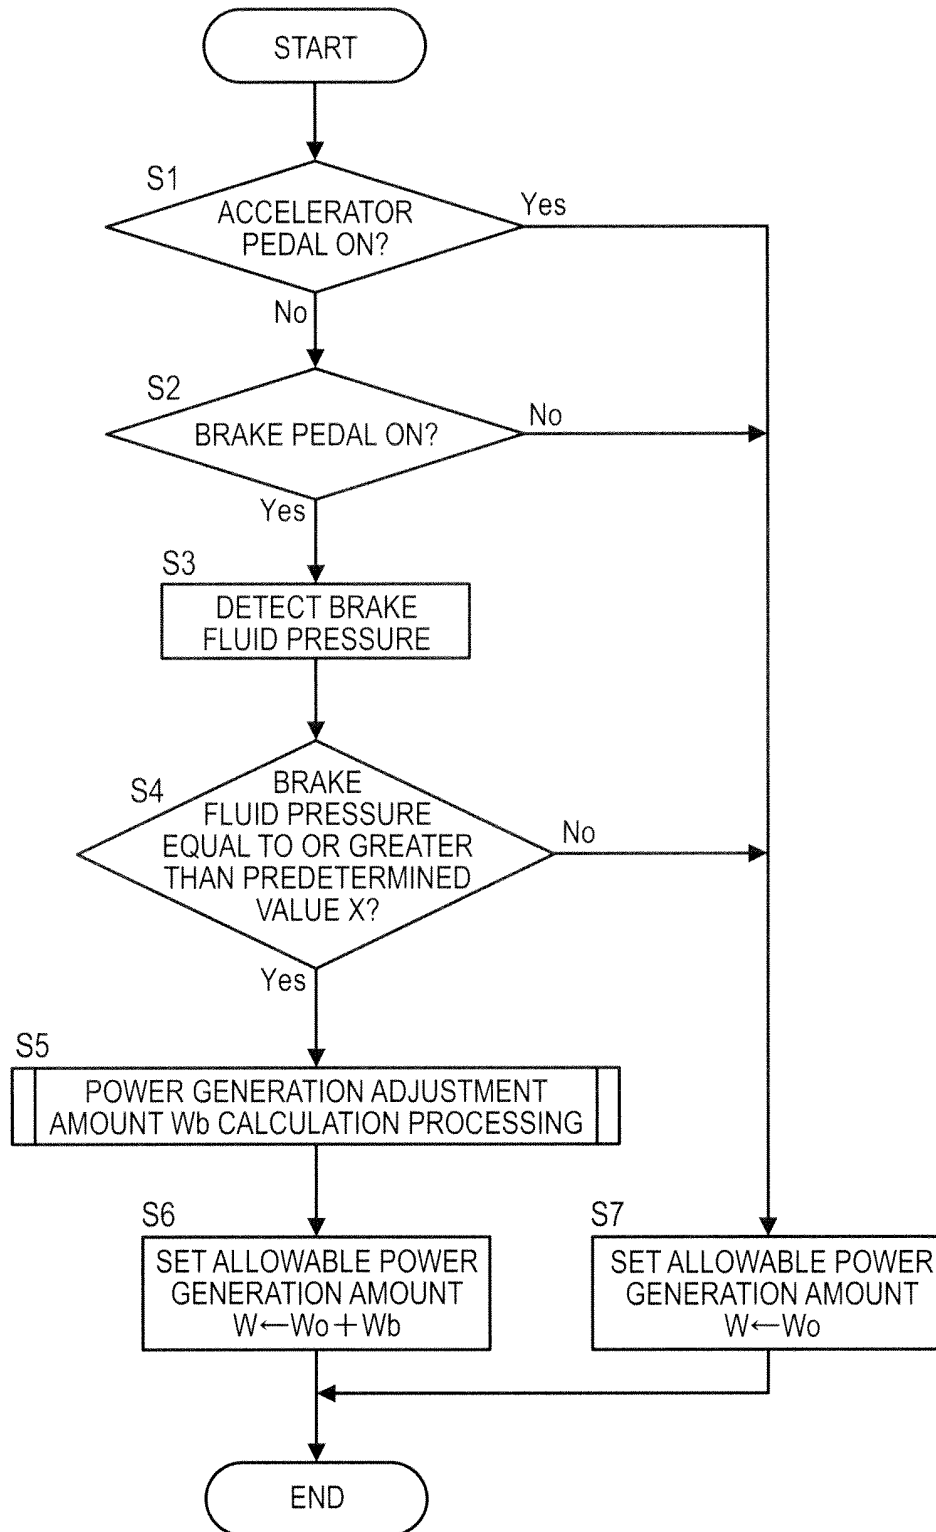 START
S1
ACCELERATOR
PEDAL ON?
Yes
No
S2
BRAKE PEDAL ON?
No
Yes
S3
DETECT BRAKE
FLUID PRESSURE
S4
BRAKE
FLUID PRESSURE
EQUAL TO OR GREATER
THAN PREDETERMINED
VALUE X?
No
Yes
S5
POWER GENERATION ADJUSTMENT
AMOUNT Wb CALCULATION PROCESSING
S6
SET ALLOWABLE POWER
GENERATION AMOUNT
W←Wo+Wb
S7
SET ALLOWABLE POWER
GENERATION AMOUNT
W←Wo
END